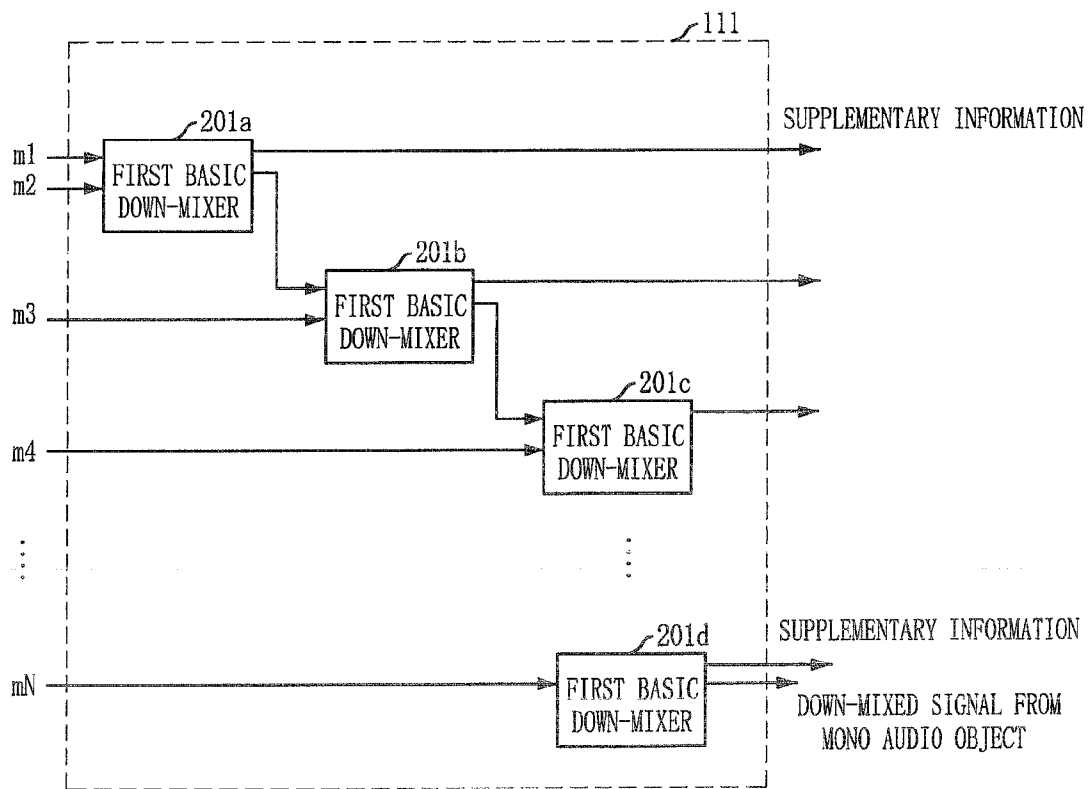 111
SUPPLEMENTARY INFORMATION
201a
m1
m2
FIRST BASIC
DOWN-MIXER
201b
m3
FIRST BASIC
DOWN-MIXER
201c
m4
FIRST BASIC
DOWN-MIXER
SUPPLEMENTARY INFORMATION
201d
mN
FIRST BASIC
DOWN-MIXER
DOWN-MIXED SIGNAL FROM
MONO AUDIO OBJECT